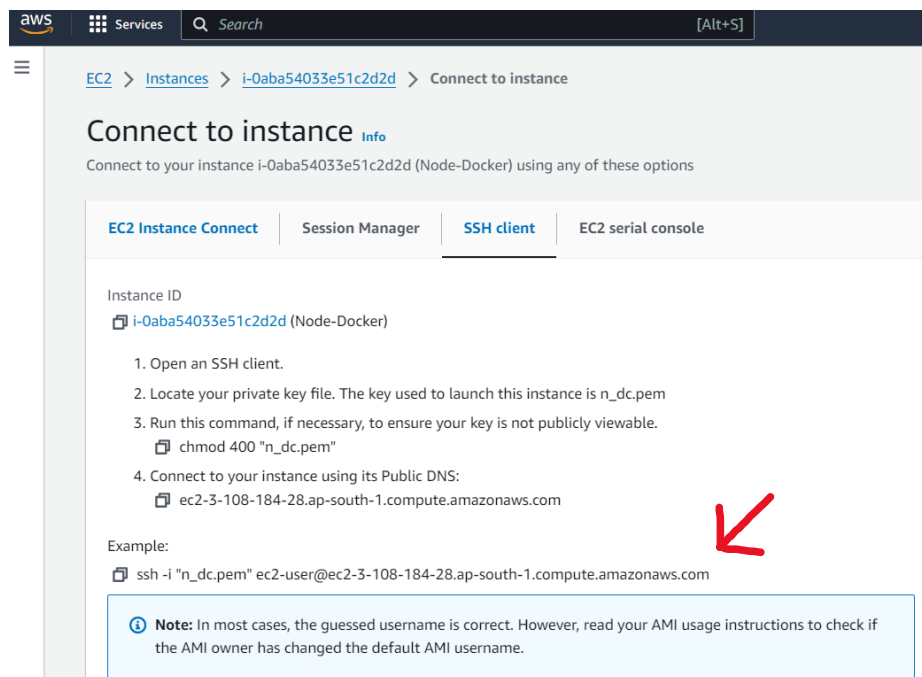 aws
Services
Search
[Alt+S]
EC2 > Instances > i-0aba54033e51c2d2d > Connect to instance
Connect to instance Info
Connect to your instance i-0aba54033e51c2d2d (Node-Docker) using any of these options
EC2 Instance Connect
Session Manager
SSH client
EC2 serial console
Instance ID
i-0aba54033e51c2d2d (Node-Docker)
1. Open an SSH client.
2. Locate your private key file. The key used to launch this instance is n_dc.pem
3. Run this command, if necessary, to ensure your key is not publicly viewable.
chmod 400 "n_dc.pem"
4. Connect to your instance using its Public DNS:
ec2-3-108-184-28.ap-south-1.compute.amazonaws.com
Example:
ssh -i "n_dc.pem" ec2-user@ec2-3-108-184-28.ap-south-1.compute.amazonaws.com
Note: In most cases, the guessed username is correct. However, read your AMI usage instructions to check if
the AMI owner has changed the default AMI username.